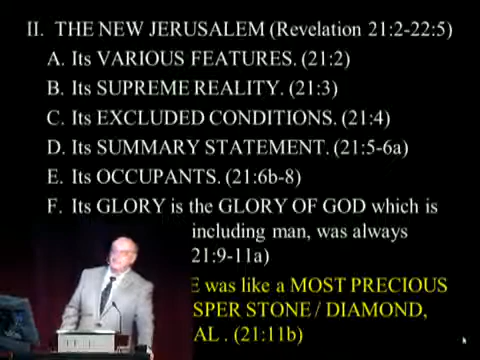 II. THE NEW JERUSALEM (Revelation 21:2-22:5)
A. Its VARIOUS FEATURES. (21:2)
B. Its SUPREME REALITY. (21:3)
C. Its EXCLUDED CONDITIONS. (21:4)
D. Its SUMMARY STATEMENT. (21:5-6a)
E. Its OCCUPANTS. (21:6b-8)
F. Its GLORY is the GLORY OF GOD which is
including man, was always
21:9-11a)
E was like a MOST PRECIOUS
SPER STONE / DIAMOND,
AL . (21:11b)